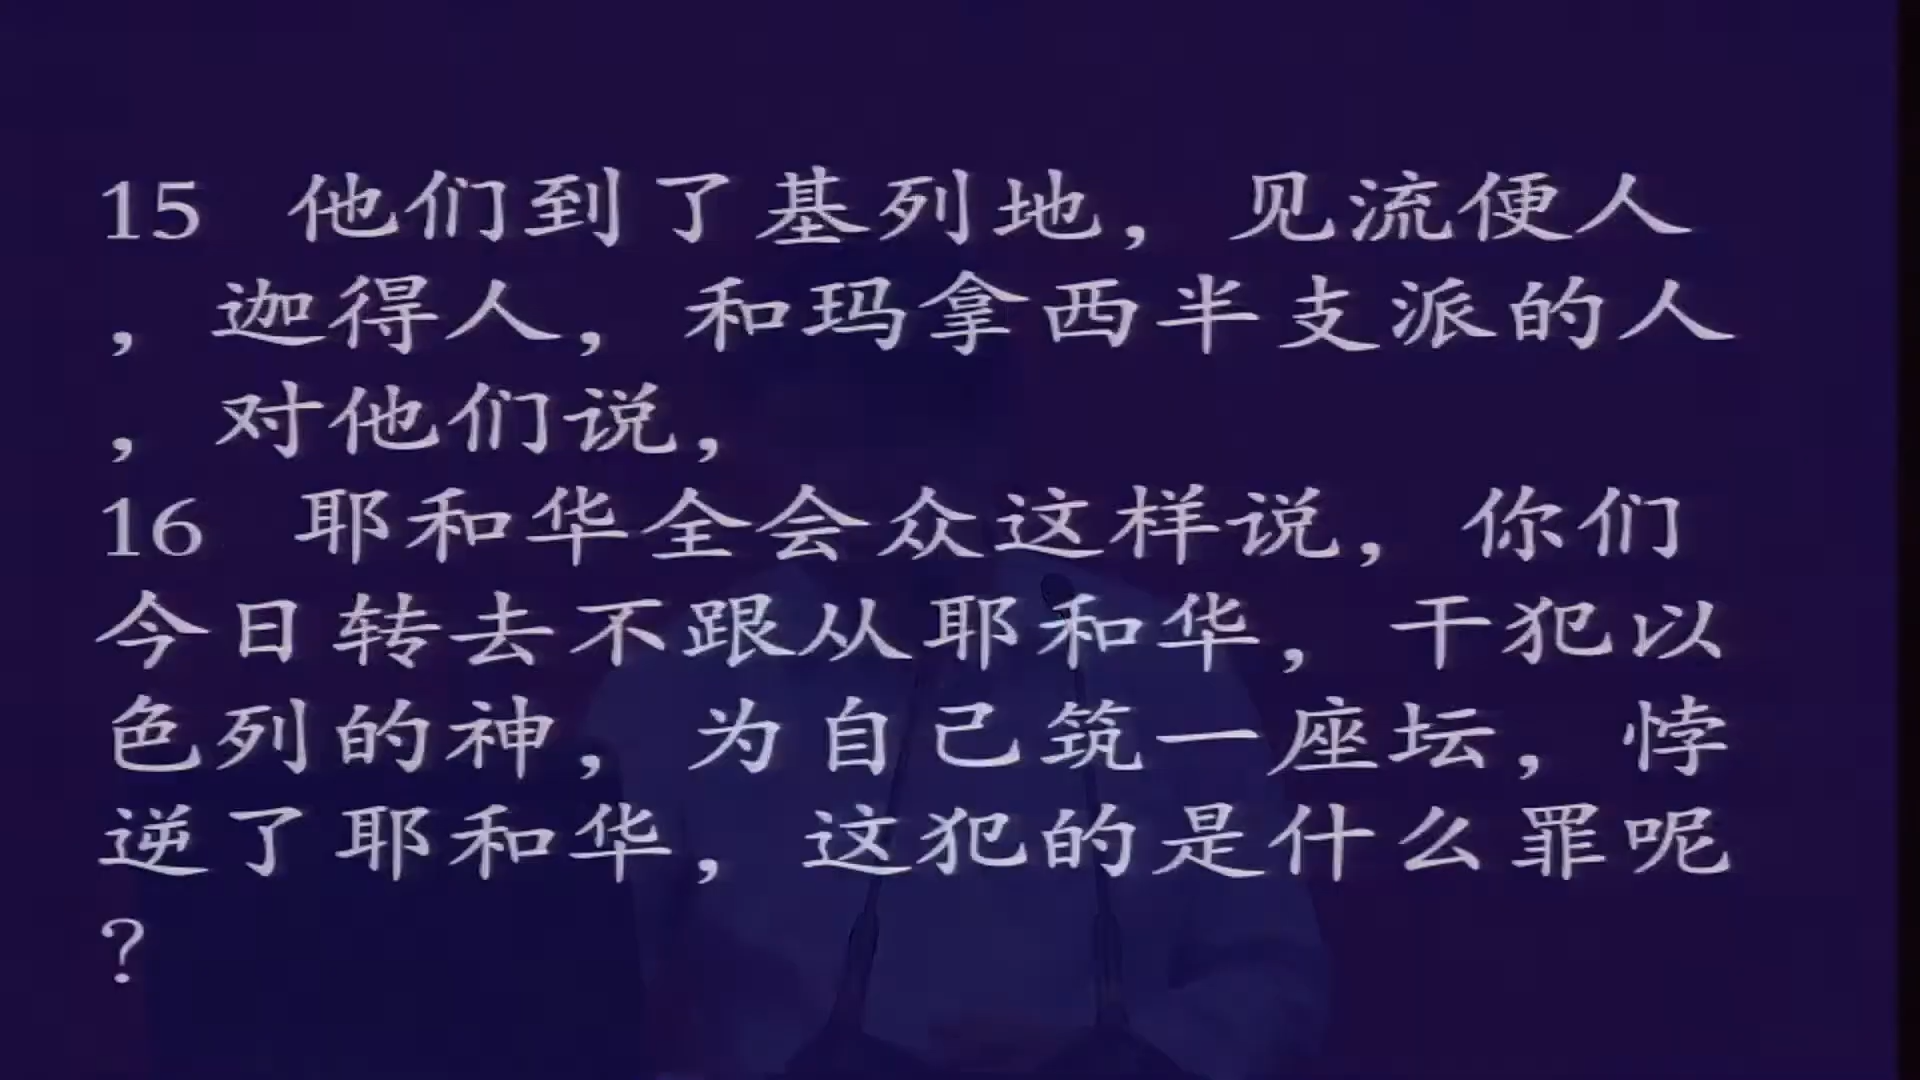 15 他们到了基列地，见流便人
，迦得人，和玛拿西半支派的人
，对他们说，
16 耶和华全会众这样说，你们
今日转去不跟从耶和华，干犯以
色列的神，为自己筑一座坛，悖
逆了耶和华，这犯的是什么罪呢
？